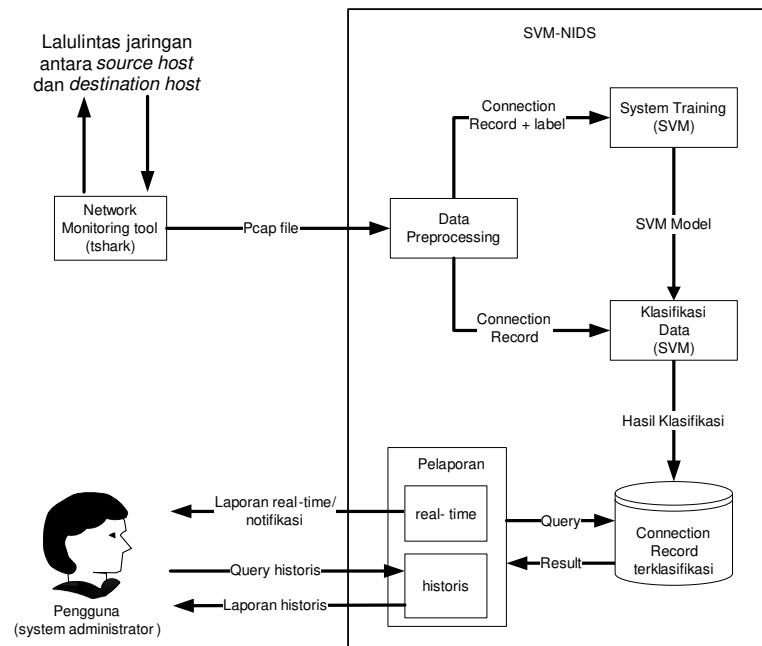 SVM-NIDS
Lalulintas jaringan
antara source host
dan destination host
Connection
Record + label
System Training
(SVM)
Network
Monitoring tool
(tshark)
Pcap file
Data
Preprocessing
SVM Model
Connection
Record
Klasifikasi
Data
(SVM)
Hasil Klasifikasi
Pelaporan
Laporan real-time/
notifikasi
real- time
Query
Connection
Record
terklasifikasi
Result
Query historis
historis
Laporan historis
Pengguna
(system administrator )